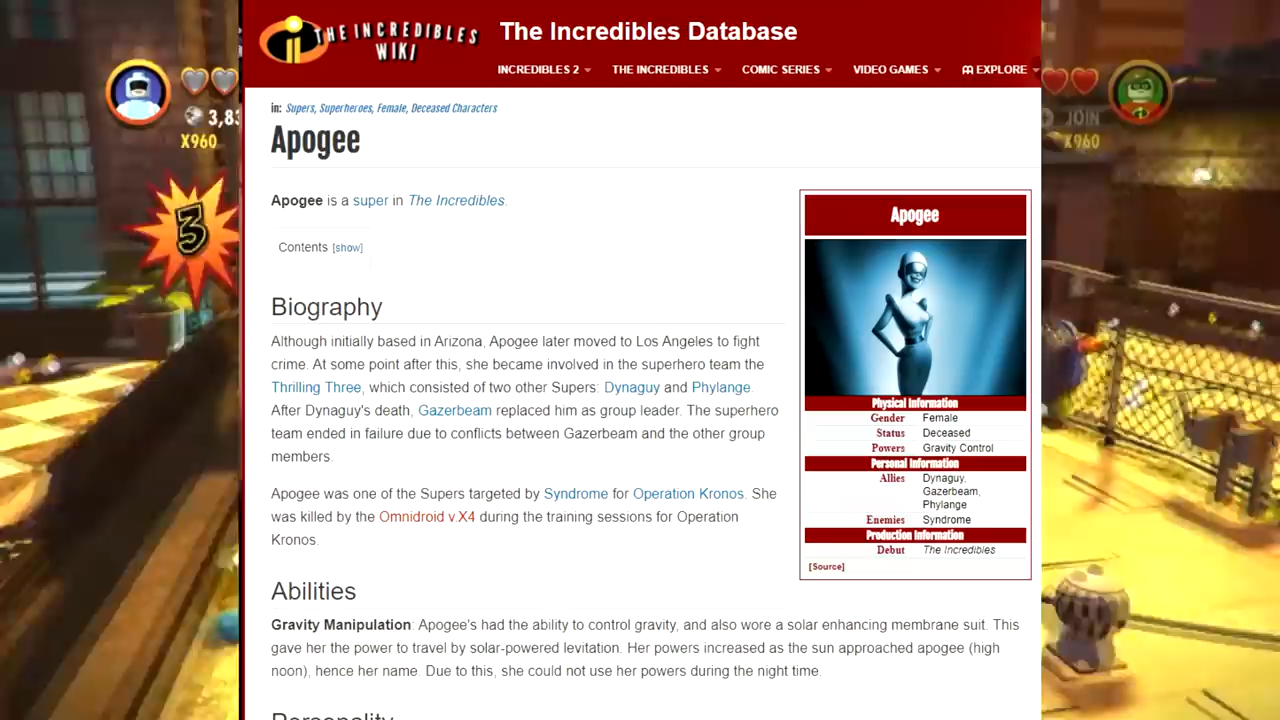 THE INCREDIBLES
WIKI
The Incredibles Database
INCREDIBLES 2
THE INCREDIBLES
COMIC SERIES
VIDEO GAMES
EXPLORE
3,83
X960
JOIN
X960
3
in: Supers, Superheroes, Female, Deceased Characters
Apogee
Apogee is a super in The Incredibles.
Contents [show]
Biography
Although initially based in Arizona, Apogee later moved to Los Angeles to fight
crime. At some point after this, she became involved in the superhero team the
Thrilling Three, which consisted of two other Supers: Dynaguy and Phylange.
After Dynaguy's death, Gazerbeam replaced him as group leader. The superhero
team ended in failure due to conflicts between Gazerbeam and the other group
members.
Apogee was one of the Supers targeted by Syndrome for Operation Kronos. She
was killed by the Omnidroid v.X4 during the training sessions for Operation
Kronos.
Apogee
Physical Information
Gender Female
Status Deceased
Powers Gravity Control
Personal Information
Allies Dynaguy,
Gazerbeam,
Phylange
Enemies Syndrome
Production Information
Debut The Incredibles
[Source]
Abilities
Gravity Manipulation: Apogee's had the ability to control gravity, and also wore a solar enhancing membrane suit. This
gave her the power to travel by solar-powered levitation. Her powers increased as the sun approached apogee (high
noon), hence her name. Due to this, she could not use her powers during the night time.
Personality